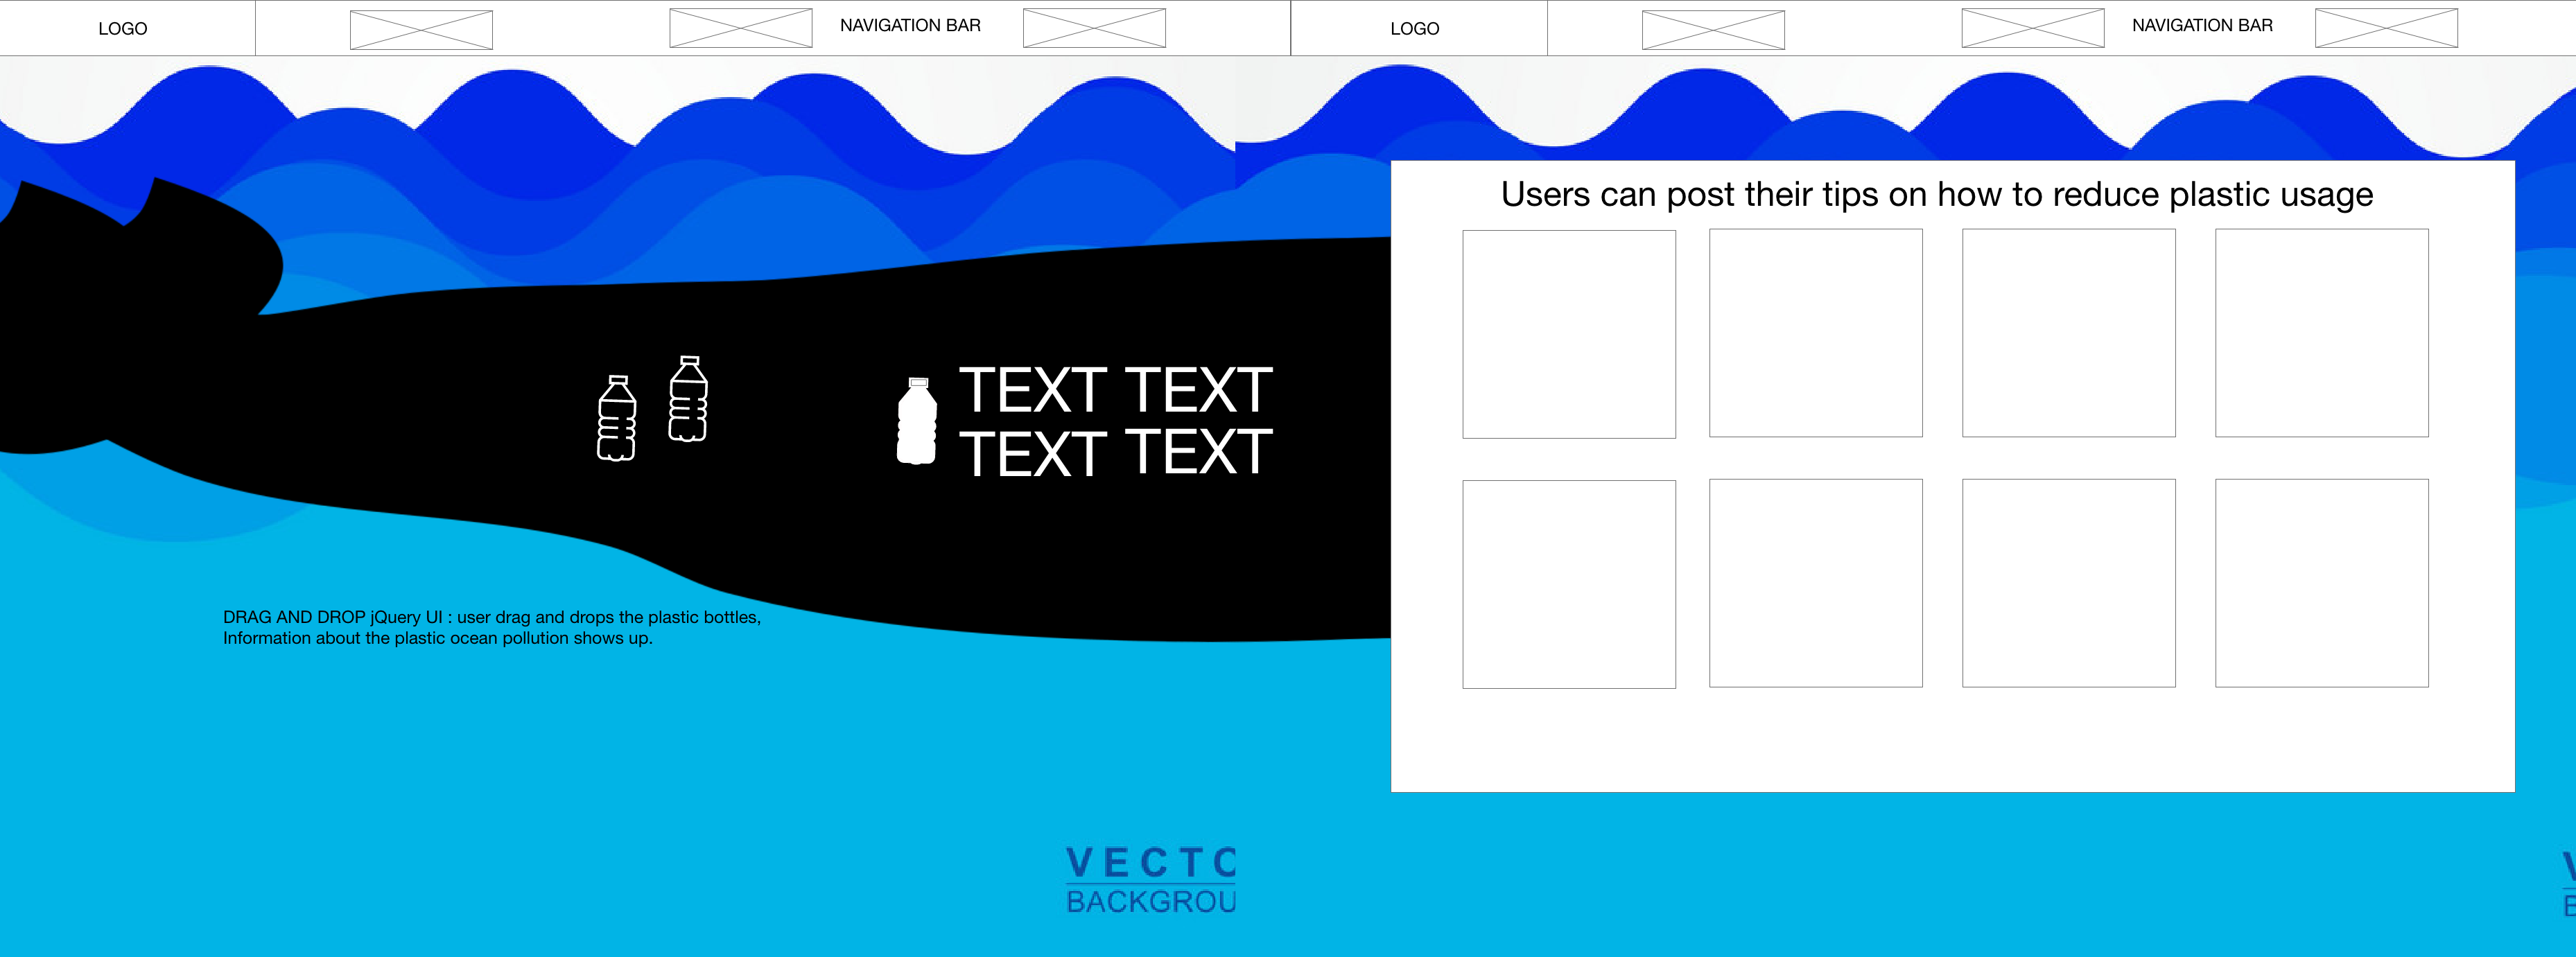 LOGO
NAVIGATION BAR
LOGO
NAVIGATION BAR
TEXT TEXT
TEXT TEXT
DRAG AND DROP jQuery UI : user drag and drops the plastic bottles,
Information about the plastic ocean pollution shows up.
Users can post their tips on how to reduce plastic usage
VECTO
BACKGROU
V
B